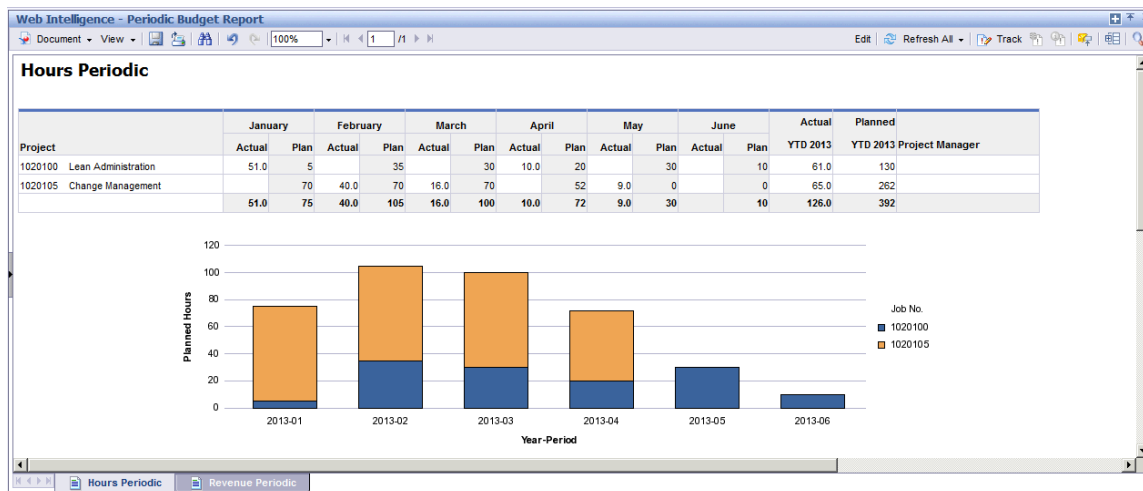 Web Intelligence - Periodic Budget Report
Document View 100% 1 /1 Edit Refresh All Track
Hours Periodic
January February March April May June Actual Planned
Project Actual Plan Actual Plan Actual Plan Actual Plan Actual Plan Actual Plan YTD 2013 YTD 2013 Project Manager
1020100 Lean Administration 51.0 5 35 30 10.0 20 30 10 61.0 130
1020105 Change Management 70 40.0 70 16.0 70 52 9.0 0 0 65.0 262
51.0 75 40.0 105 16.0 100 10.0 72 9.0 30 10 126.0 392
120
100
80
60
40
20
0
Planned Hours
2013-01 2013-02 2013-03 2013-04 2013-05 2013-06
Year-Period
Job No.
1020100
1020105
Hours Periodic Revenue Periodic